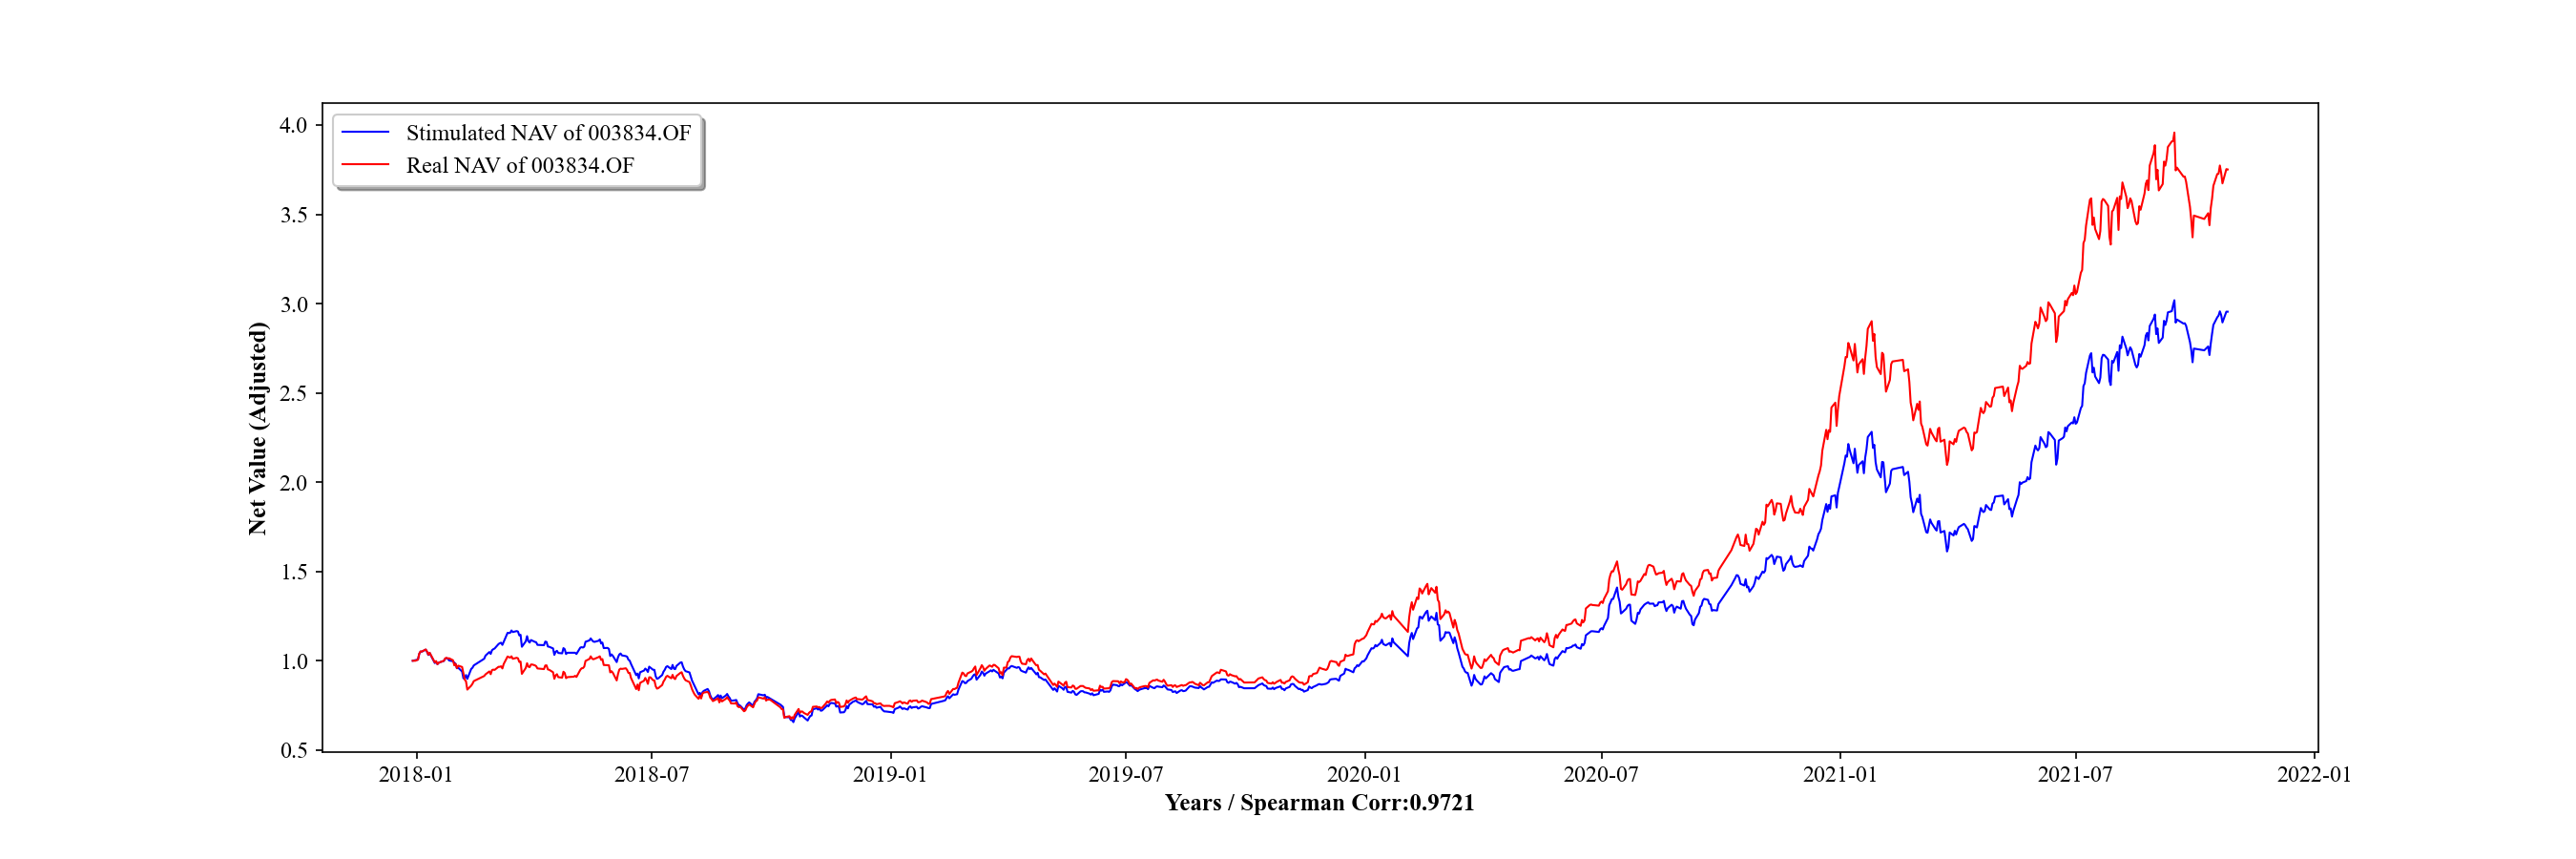 Stimulated NAV of 003834.OF
Real NAV of 003834.OF
4.0
3.5
3.0
2.5
2.0
1.5
1.0
0.5
Net Value (Adjusted)
2018-01 2018-07 2019-01 2019-07 2020-01 2020-07 2021-01 2021-07 2022-01
Years / Spearman Corr:0.9721